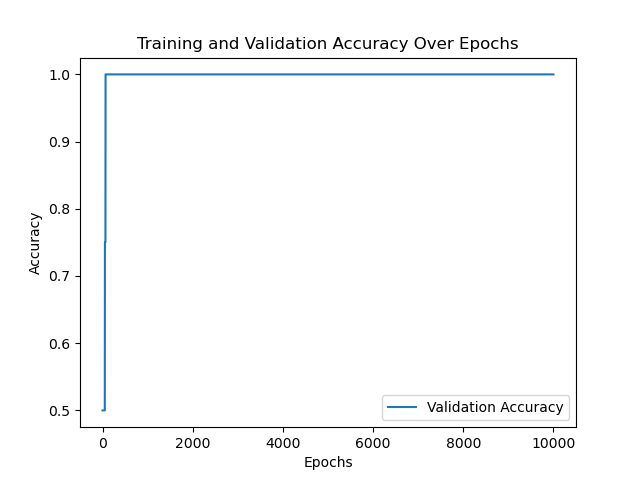 Training and Validation Accuracy Over Epochs
1.0
0.9
0.8
0.7
0.6
0.5
Accuracy
Validation Accuracy
0 2000 4000 6000 8000 10000
Epochs